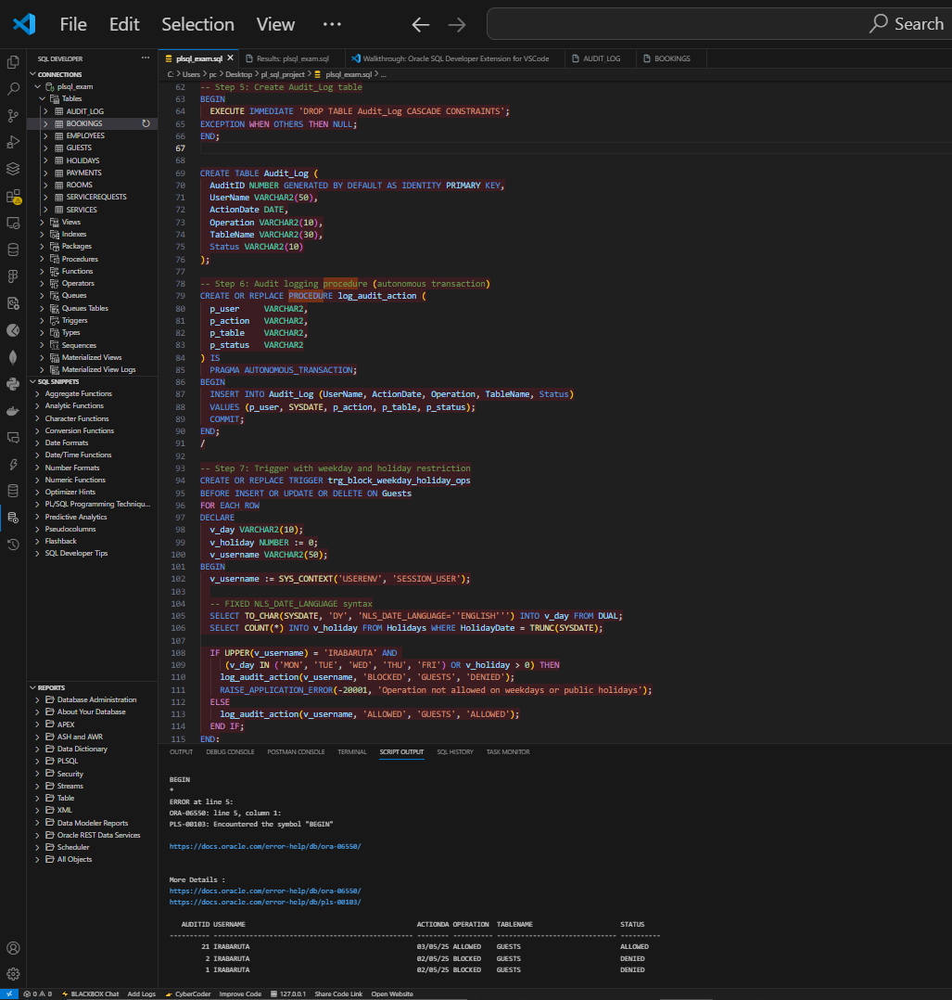 File Edit Selection View ··· Search
SQL DEVELOPER ···
CONNECTIONS
plsql_exam
Tables
AUDIT_LOG
BOOKINGS
EMPLOYEES
GUESTS
HOLIDAYS
PAYMENTS
ROOMS
SERVICEREQUESTS
SERVICES
Views
Indexes
Packages
Procedures
Functions
Operators
Queues
Queues Tables
Triggers
Types
Sequences
Materialized Views
Materialized View Logs
SQL SNIPPETS
Aggregate Functions
Analytic Functions
Character Functions
Conversion Functions
Date Formats
Date/Time Functions
Number Formats
Numeric Functions
Optimizer Hints
PL/SQL Programming Techniqu...
Predictive Analytics
Pseudocolumns
Flashback
SQL Developer Tips
REPORTS
Database Administration
About Your Database
APEX
ASH and AWR
Data Dictionary
PLSQL
Security
Streams
Table
XML
Data Modeler Reports
Oracle REST Data Services
Scheduler
All Objects
plsql_exam.sql Results: plsql_exam.sql Walkthrough: Oracle SQL Developer Extension for VSCode AUDIT_LOG BOOKINGS
C: > Users > pc > Desktop > pl_sql_project > plsql_exam.sql > ...
62 -- Step 5: Create Audit_Log table
63 BEGIN
64 EXECUTE IMMEDIATE 'DROP TABLE Audit_Log CASCADE CONSTRAINTS';
65 EXCEPTION WHEN OTHERS THEN NULL;
66 END;
67
68
69 CREATE TABLE Audit_Log (
70 AuditID NUMBER GENERATED BY DEFAULT AS IDENTITY PRIMARY KEY,
71 UserName VARCHAR2(50),
72 ActionDate DATE,
73 Operation VARCHAR2(10),
74 TableName VARCHAR2(30),
75 Status VARCHAR2(10)
76 );
77
78 -- Step 6: Audit logging procedure (autonomous transaction)
79 CREATE OR REPLACE PROCEDURE log_audit_action (
80 p_user VARCHAR2,
81 p_action VARCHAR2,
82 p_table VARCHAR2,
83 p_status VARCHAR2
84 ) IS
85 PRAGMA AUTONOMOUS_TRANSACTION;
86 BEGIN
87 INSERT INTO Audit_Log (UserName, ActionDate, Operation, TableName, Status)
88 VALUES (p_user, SYSDATE, p_action, p_table, p_status);
89 COMMIT;
90 END;
91 /
92
93 -- Step 7: Trigger with weekday and holiday restriction
94 CREATE OR REPLACE TRIGGER trg_block_weekday_holiday_ops
95 BEFORE INSERT OR UPDATE OR DELETE ON Guests
96 FOR EACH ROW
97 DECLARE
98 v_day VARCHAR2(10);
99 v_holiday NUMBER := 0;
100 v_username VARCHAR2(50);
101 BEGIN
102 v_username := SYS_CONTEXT('USERENV', 'SESSION_USER');
103
104 -- FIXED NLS_DATE_LANGUAGE syntax
105 SELECT TO_CHAR(SYSDATE, 'DY', 'NLS_DATE_LANGUAGE=''ENGLISH''') INTO v_day FROM DUAL;
106 SELECT COUNT(*) INTO v_holiday FROM Holidays WHERE HolidayDate = TRUNC(SYSDATE);
107
108 IF UPPER(v_username) = 'IRABARUTA' AND
109 (v_day IN ('MON', 'TUE', 'WED', 'THU', 'FRI') OR v_holiday > 0) THEN
110 log_audit_action(v_username, 'BLOCKED', 'GUESTS', 'DENIED');
111 RAISE_APPLICATION_ERROR(-20001, 'Operation not allowed on weekdays or public holidays');
112 ELSE
113 log_audit_action(v_username, 'ALLOWED', 'GUESTS', 'ALLOWED');
114 END IF;
115 END;
OUTPUT DEBUG CONSOLE POSTMAN CONSOLE TERMINAL SCRIPT OUTPUT SQL HISTORY TASK MONITOR
BEGIN
*
ERROR at line 5:
ORA-06550: line 5, column 1:
PLS-00103: Encountered the symbol "BEGIN"
https://docs.oracle.com/error-help/db/ora-06550/
More Details :
https://docs.oracle.com/error-help/db/ora-06550/
https://docs.oracle.com/error-help/db/pls-00103/
AUDITID USERNAME ACTIONDA OPERATION TABLENAME STATUS
---------- -------------------------------------------------- -------- ---------- ------------------------------ ----------
21 IRABARUTA 03/05/25 ALLOWED GUESTS ALLOWED
2 IRABARUTA 02/05/25 BLOCKED GUESTS DENIED
1 IRABARUTA 02/05/25 BLOCKED GUESTS DENIED
0 0 BLACKBOX Chat Add Logs CyberCoder Improve Code 127.0.0.1 Share Code Link Open Website